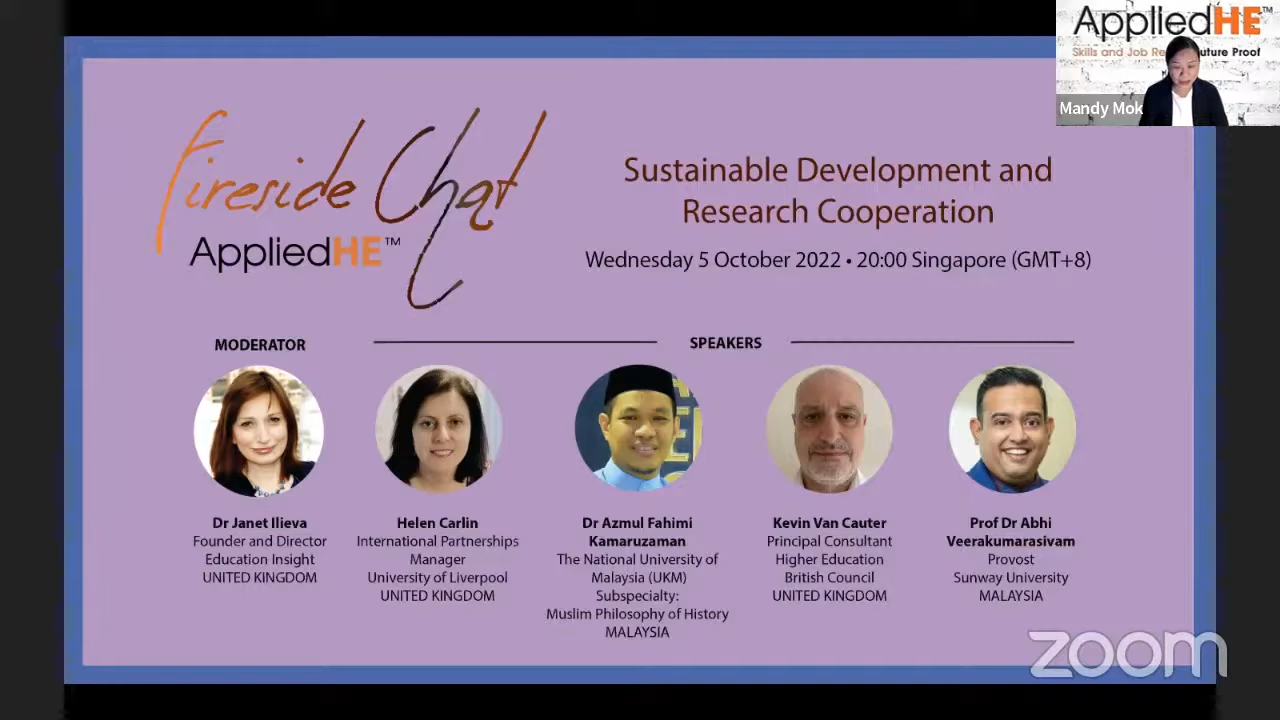 AppliedHE™
Skills and Job Re uture Proof
Mandy Mok
Fireside Chat
AppliedHE™
Sustainable Development and
Research Cooperation
Wednesday 5 October 2022 • 20:00 Singapore (GMT+8)
MODERATOR
SPEAKERS
Dr Janet Ilieva
Founder and Director
Education Insight
UNITED KINGDOM
Helen Carlin
International Partnerships
Manager
University of Liverpool
UNITED KINGDOM
Dr Azmul Fahimi
Kamaruzaman
The National University of
Malaysia (UKM)
Subspecialty:
Muslim Philosophy of History
MALAYSIA
Kevin Van Cauter
Principal Consultant
Higher Education
British Council
UNITED KINGDOM
Prof Dr Abhi
Veerakumarasivam
Provost
Sunway University
MALAYSIA
zoom